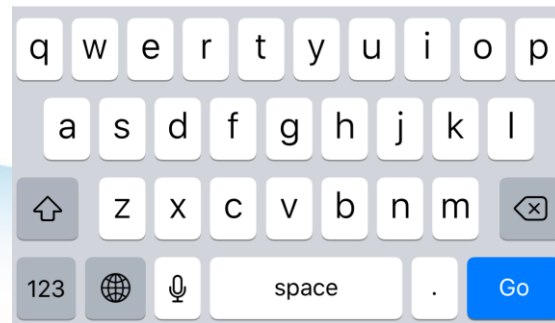 q w e r t y u i o p
a s d f g h j k l
z x c v b n m
123 space . Go